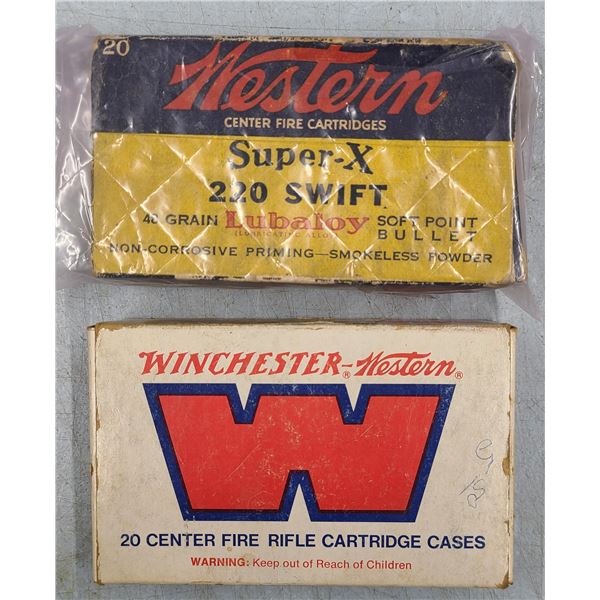 20
Western
CENTER FIRE CARTRIDGES
Super-X
220 SWIFT
48 GRAIN Lubaloy SOFT POINT
(LUBRICATING ALLOY) BULLET
NON-CORROSIVE PRIMING—SMOKELESS POWDER
WINCHESTER®-Western®
W
20 CENTER FIRE RIFLE CARTRIDGE CASES
WARNING: Keep out of Reach of Children